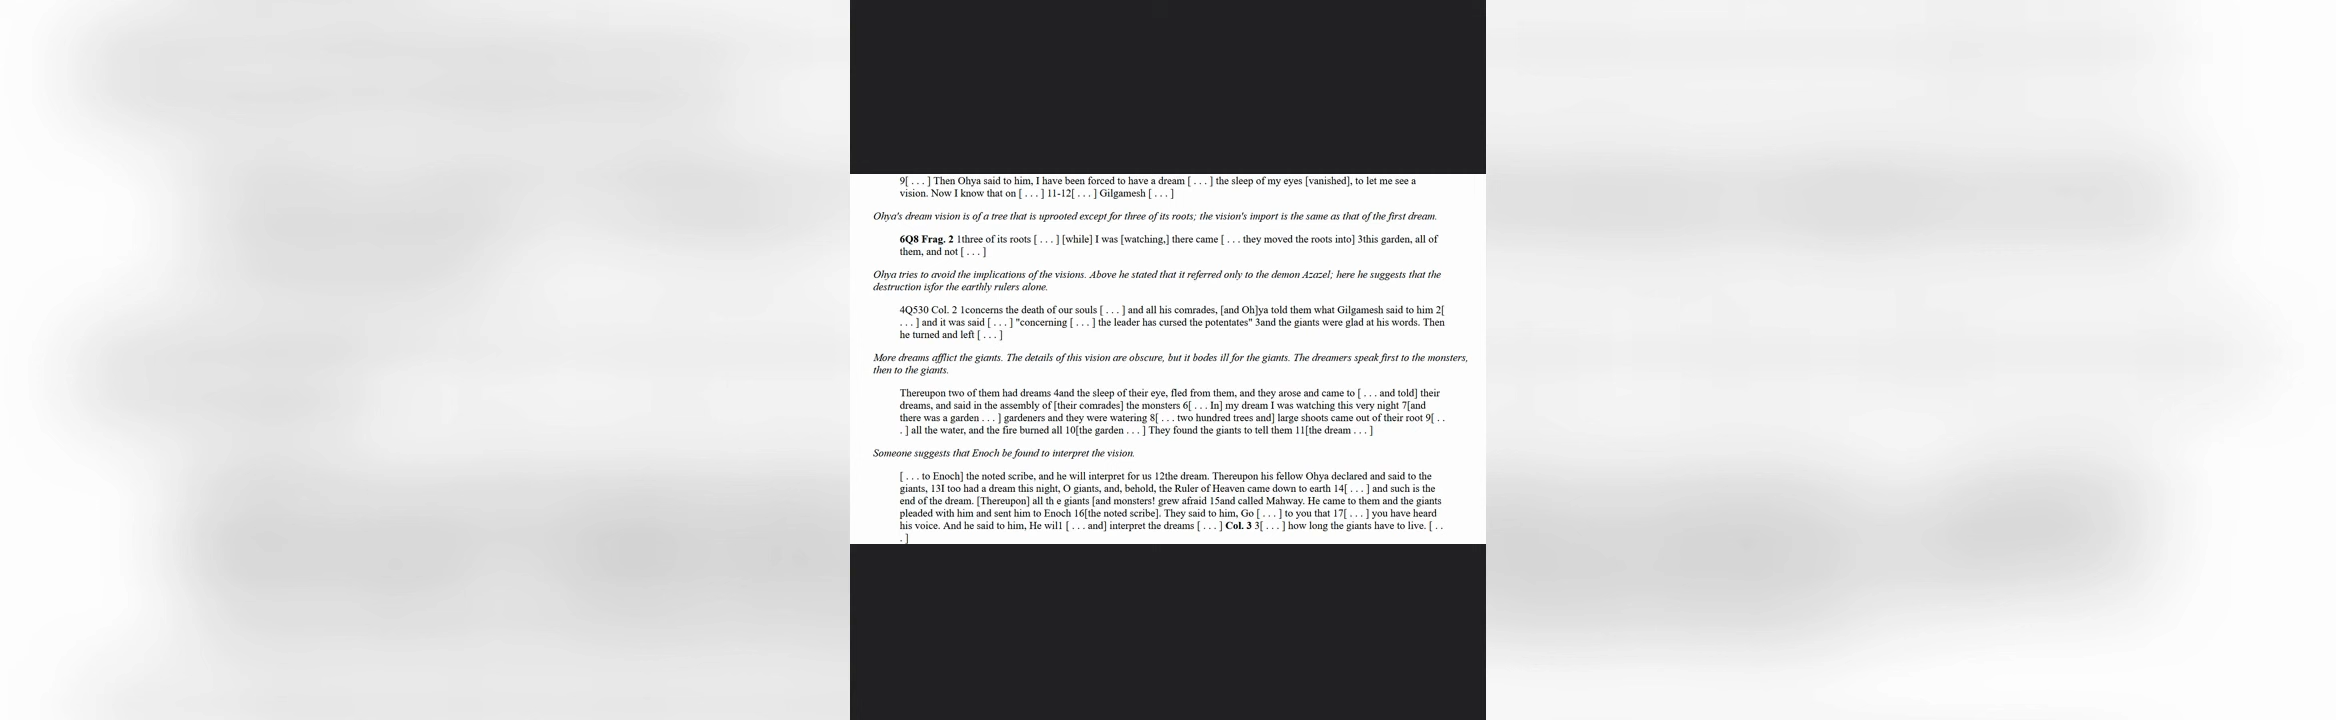 9[ . . . ] Then Ohya said to him, I have been forced to have a dream [ . . . ] the sleep of my eyes [vanished], to let me see a
vision. Now I know that on [ . . . ] 11-12[ . . . ] Gilgamesh [ . . . ]
Ohya's dream vision is of a tree that is uprooted except for three of its roots; the vision's import is the same as that of the first dream.
6Q8 Frag. 2 1three of its roots [ . . . ] [while] I was [watching,] there came [ . . . they moved the roots into] 3this garden, all of
them, and not [ . . . ]
Ohya tries to avoid the implications of the visions. Above he stated that it referred only to the demon Azazel; here he suggests that the
destruction isfor the earthly rulers alone.
4Q530 Col. 2 1concerns the death of our souls [ . . . ] and all his comrades, [and Oh]ya told them what Gilgamesh said to him 2[
. . . ] and it was said [ . . . ] "concerning [ . . . ] the leader has cursed the potentates" 3and the giants were glad at his words. Then
he turned and left [ . . . ]
More dreams afflict the giants. The details of this vision are obscure, but it bodes ill for the giants. The dreamers speak first to the monsters,
then to the giants.
Thereupon two of them had dreams 4and the sleep of their eye, fled from them, and they arose and came to [ . . . and told] their
dreams, and said in the assembly of [their comrades] the monsters 6[ . . . In] my dream I was watching this very night 7[and
there was a garden . . . ] gardeners and they were watering 8[ . . . two hundred trees and] large shoots came out of their root 9[ . .
. ] all the water, and the fire burned all 10[the garden . . . ] They found the giants to tell them 11[the dream . . . ]
Someone suggests that Enoch be found to interpret the vision.
[ . . . to Enoch] the noted scribe, and he will interpret for us 12the dream. Thereupon his fellow Ohya declared and said to the
giants, 13I too had a dream this night, O giants, and, behold, the Ruler of Heaven came down to earth 14[ . . . ] and such is the
end of the dream. [Thereupon] all th e giants [and monsters! grew afraid 15and called Mahway. He came to them and the giants
pleaded with him and sent him to Enoch 16[the noted scribe]. They said to him, Go [ . . . ] to you that 17[ . . . ] you have heard
his voice. And he said to him, He wil1 [ . . . and] interpret the dreams [ . . . ] Col. 3 3[ . . . ] how long the giants have to live. [ . .
. ]